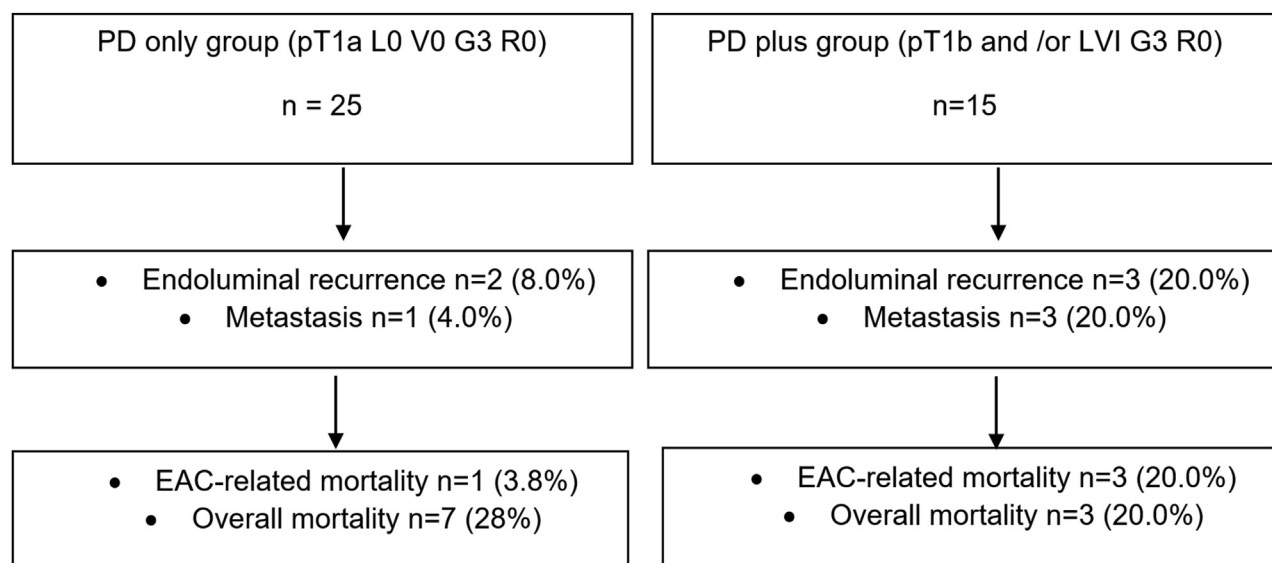 PD only group (pT1a L0 V0 G3 R0)
n = 25
PD plus group (pT1b and /or LVI G3 R0)
n=15
• Endoluminal recurrence n=2 (8.0%)
• Metastasis n=1 (4.0%)
• Endoluminal recurrence n=3 (20.0%)
• Metastasis n=3 (20.0%)
• EAC-related mortality n=1 (3.8%)
• Overall mortality n=7 (28%)
• EAC-related mortality n=3 (20.0%)
• Overall mortality n=3 (20.0%)